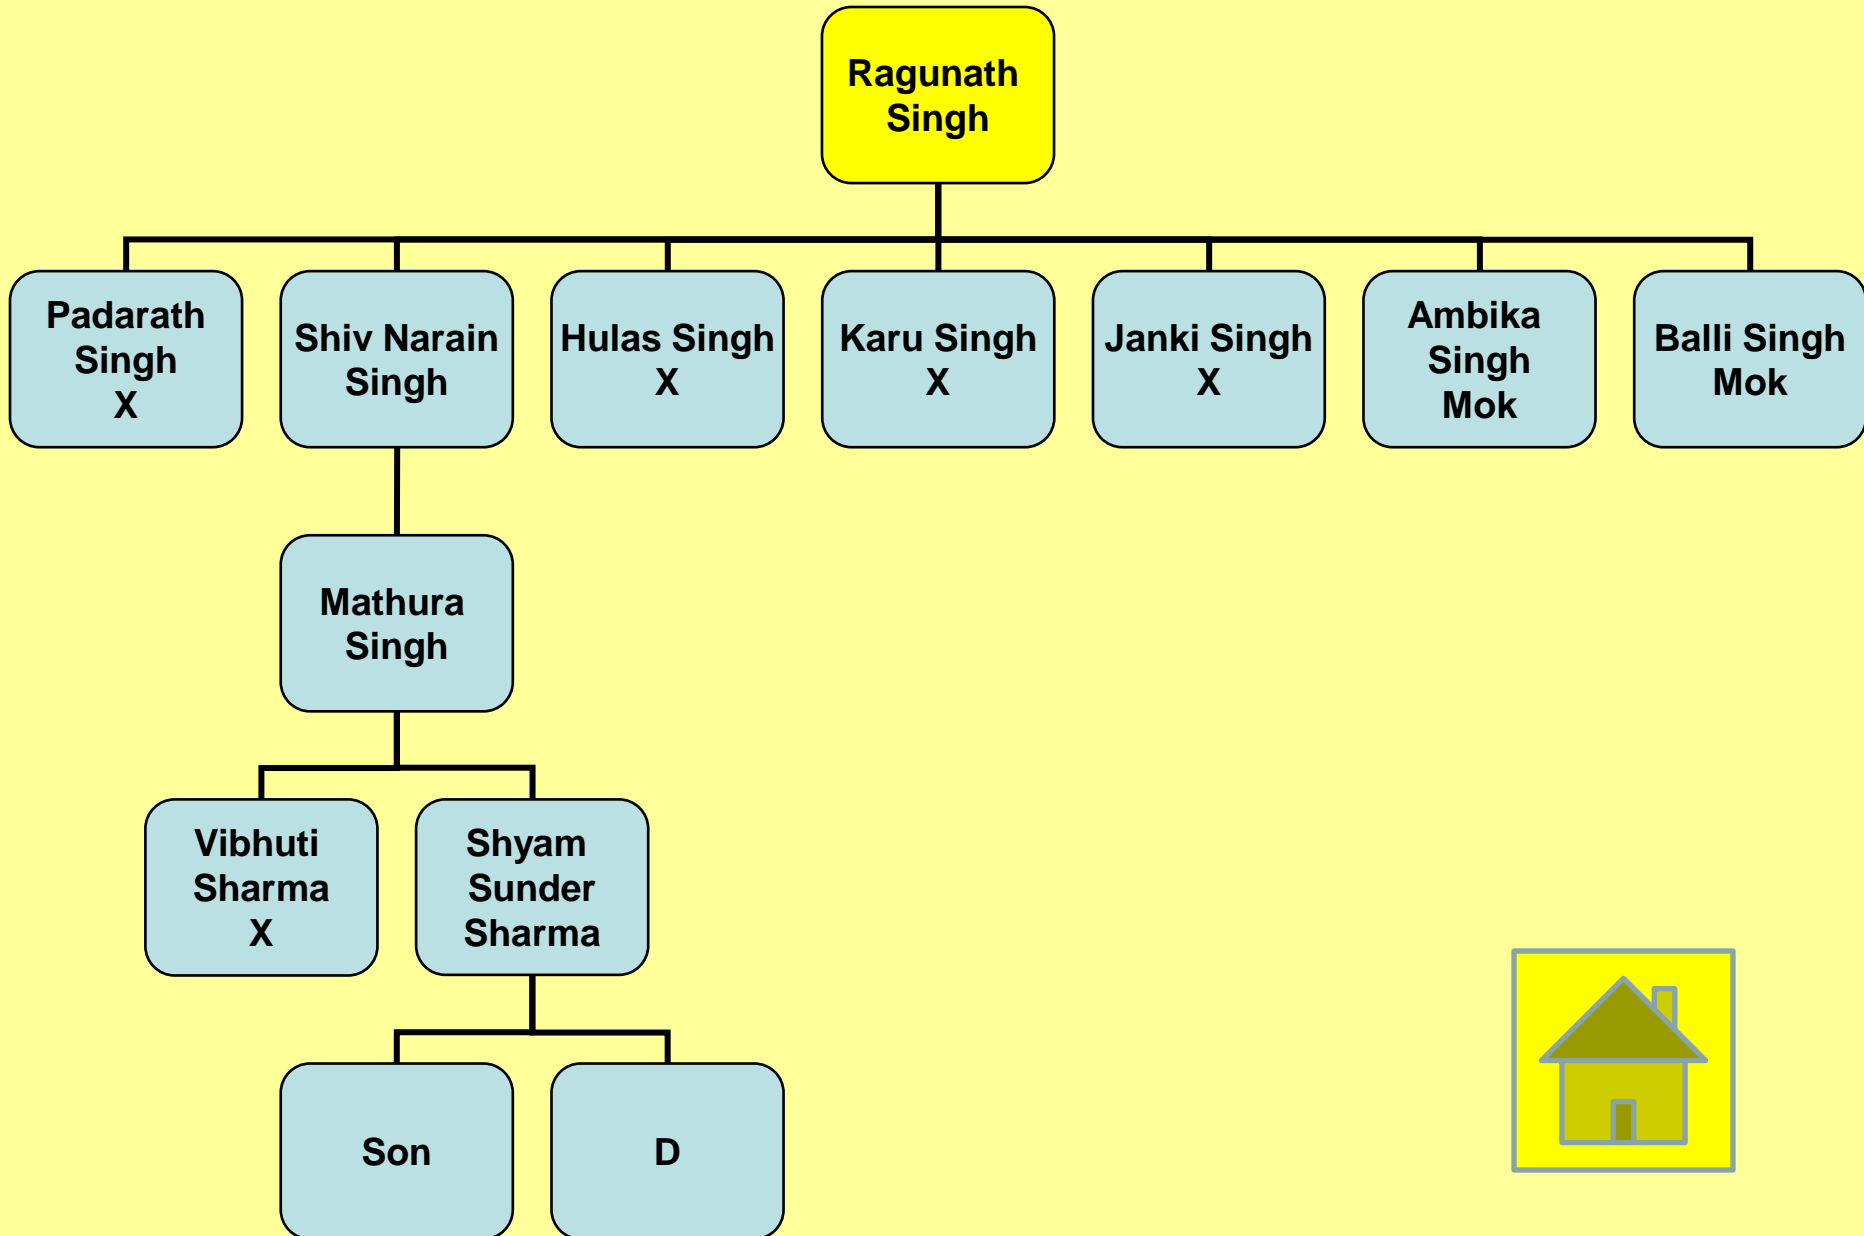 Ragunath
Singh
Padarath
Singh
X
Shiv Narain
Singh
Hulas Singh
X
Karu Singh
X
Janki Singh
X
Ambika
Singh
Mok
Balli Singh
Mok
Mathura
Singh
Vibhuti
Sharma
X
Shyam
Sunder
Sharma
Son
D